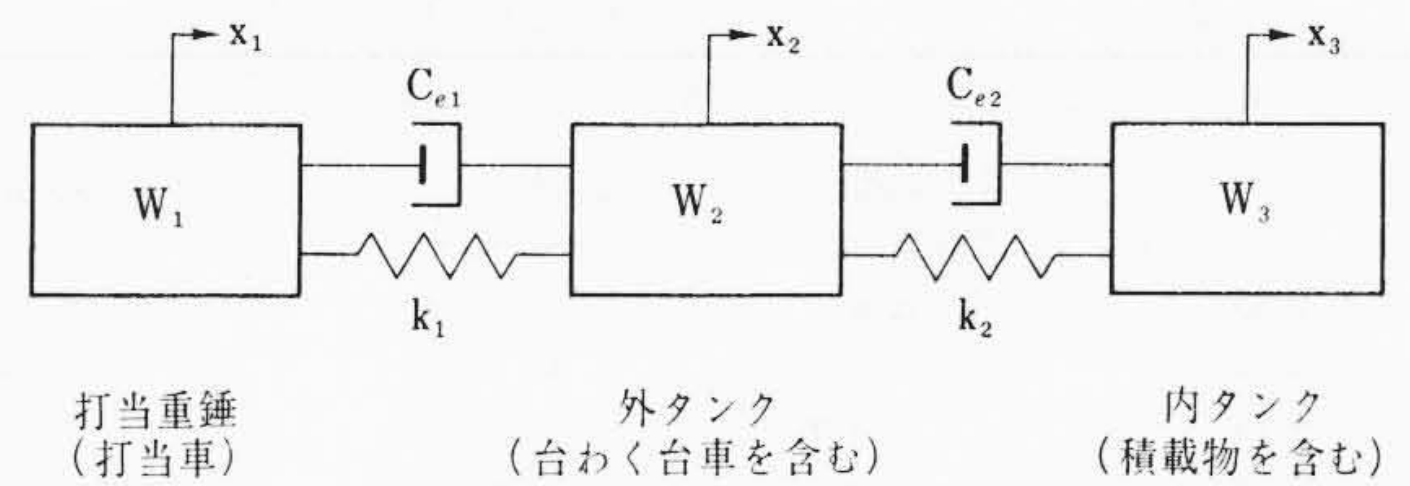 x₁ x₂ x₃
Cₑ₁ Cₑ₂
W₁ W₂ W₃
k₁ k₂
打当重錘 外タンク 内タンク
(打当車) (台わく台車を含む) (積載物を含む)